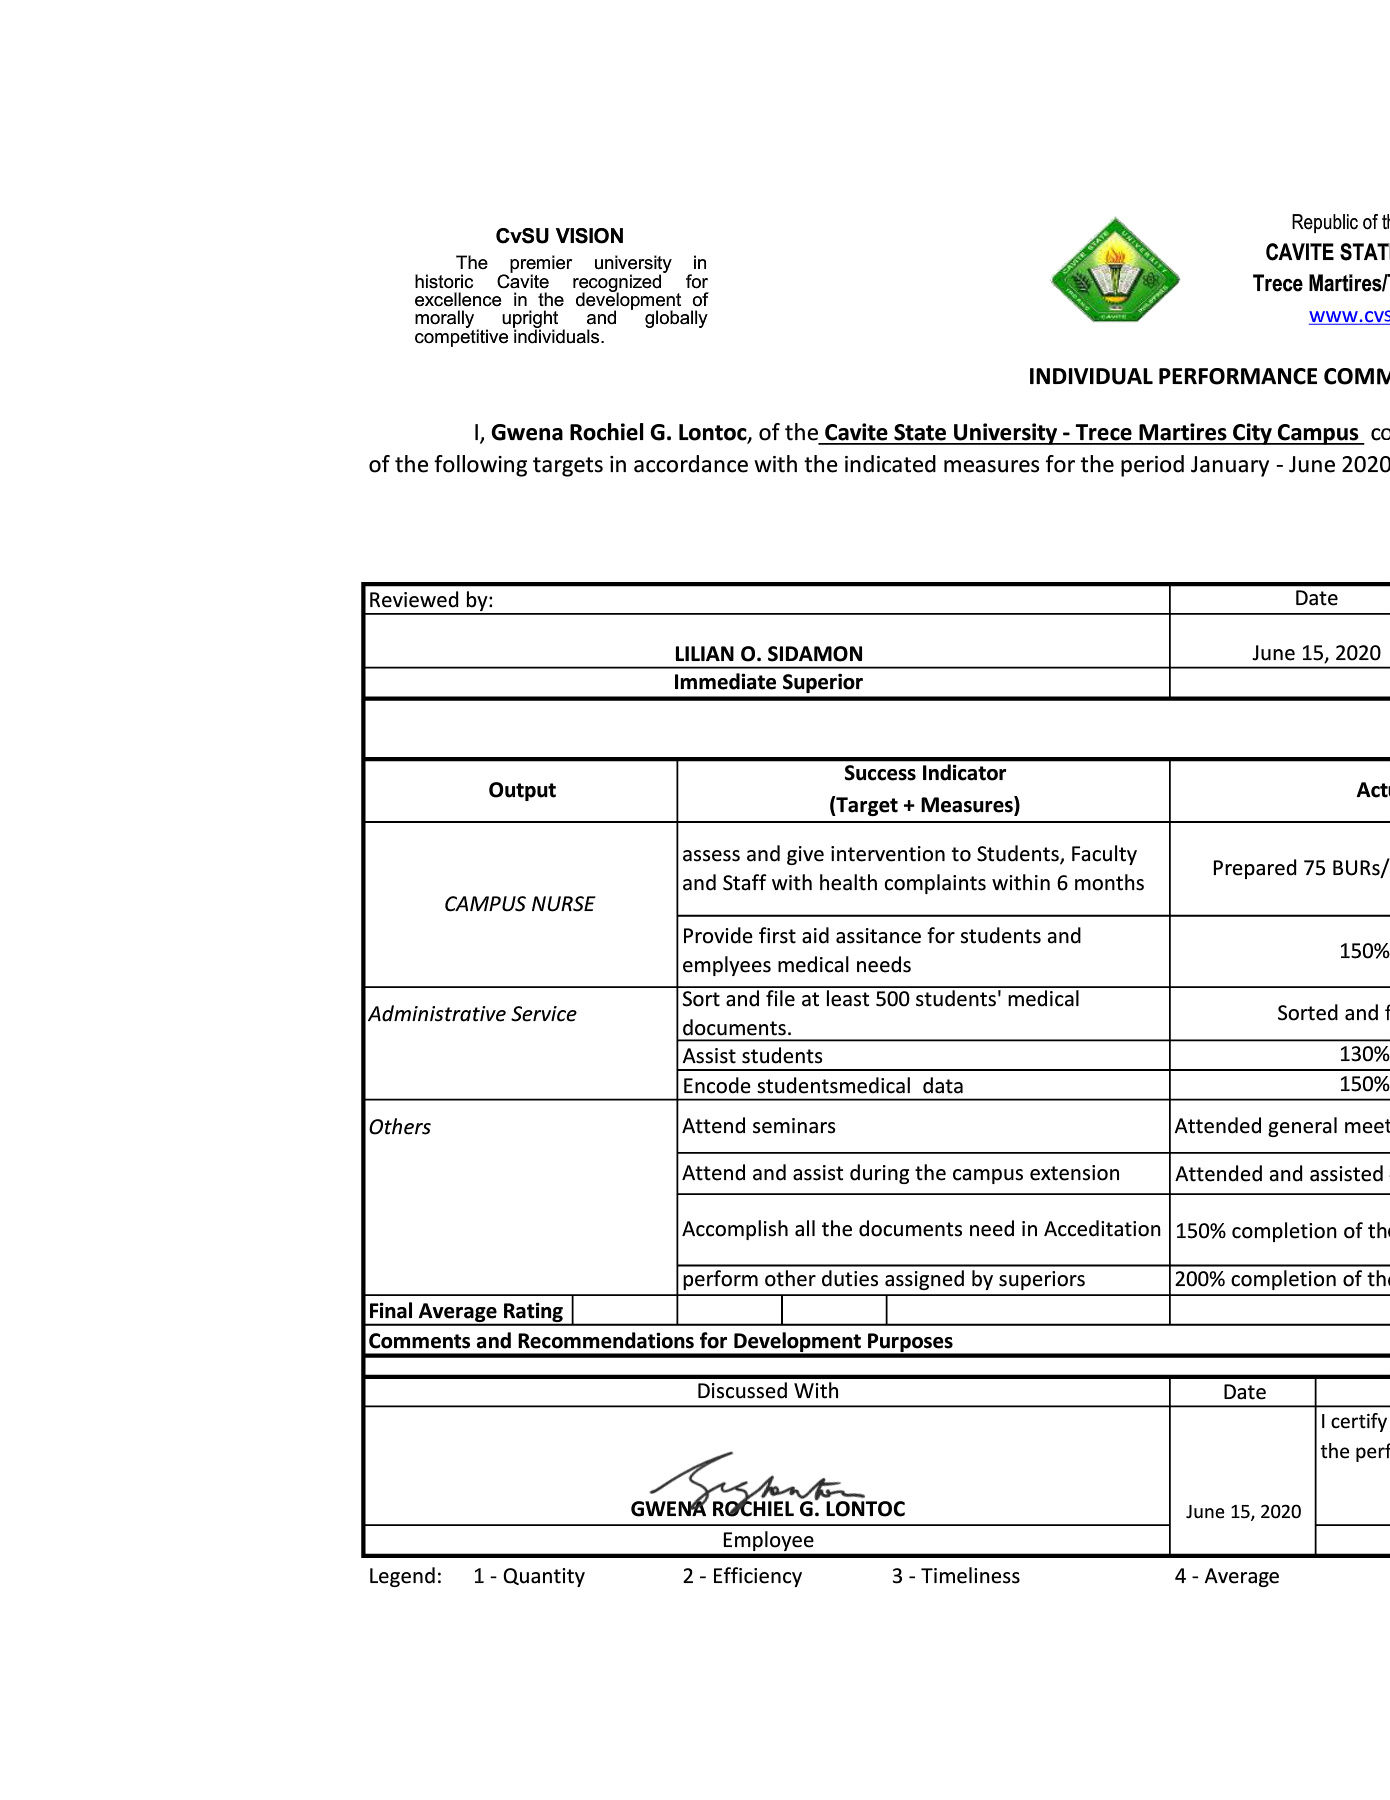 CvSU VISION
The premier university in
historic Cavite recognized for
excellence in the development of
morally upright and globally
competitive individuals.
CAVITE STATE UNIVERSITY
CAVITE
Republic of th
CAVITE STAT
Trece Martires/
www.cvs
INDIVIDUAL PERFORMANCE COMM
I, Gwena Rochiel G. Lontoc, of the Cavite State University - Trece Martires City Campus co
of the following targets in accordance with the indicated measures for the period January - June 2020
Reviewed by:
Date
LILIAN O. SIDAMON
June 15, 2020
Immediate Superior
Output
Success Indicator
(Target + Measures)
Actu
CAMPUS NURSE
assess and give intervention to Students, Faculty
and Staff with health complaints within 6 months
Prepared 75 BURs/
Provide first aid assitance for students and
emplyees medical needs
150%
Administrative Service
Sort and file at least 500 students' medical
documents.
Sorted and f
Assist students
130%
Encode studentsmedical  data
150%
Others
Attend seminars
Attended general meet
Attend and assist during the campus extension
Attended and assisted
Accomplish all the documents need in Acceditation
150% completion of the
perform other duties assigned by superiors
200% completion of the
Final Average Rating
Comments and Recommendations for Development Purposes
Discussed With
Date
I certify
the perf
GWENA ROCHIEL G. LONTOC
June 15, 2020
Employee
Legend: 1 - Quantity 2 - Efficiency 3 - Timeliness 4 - Average